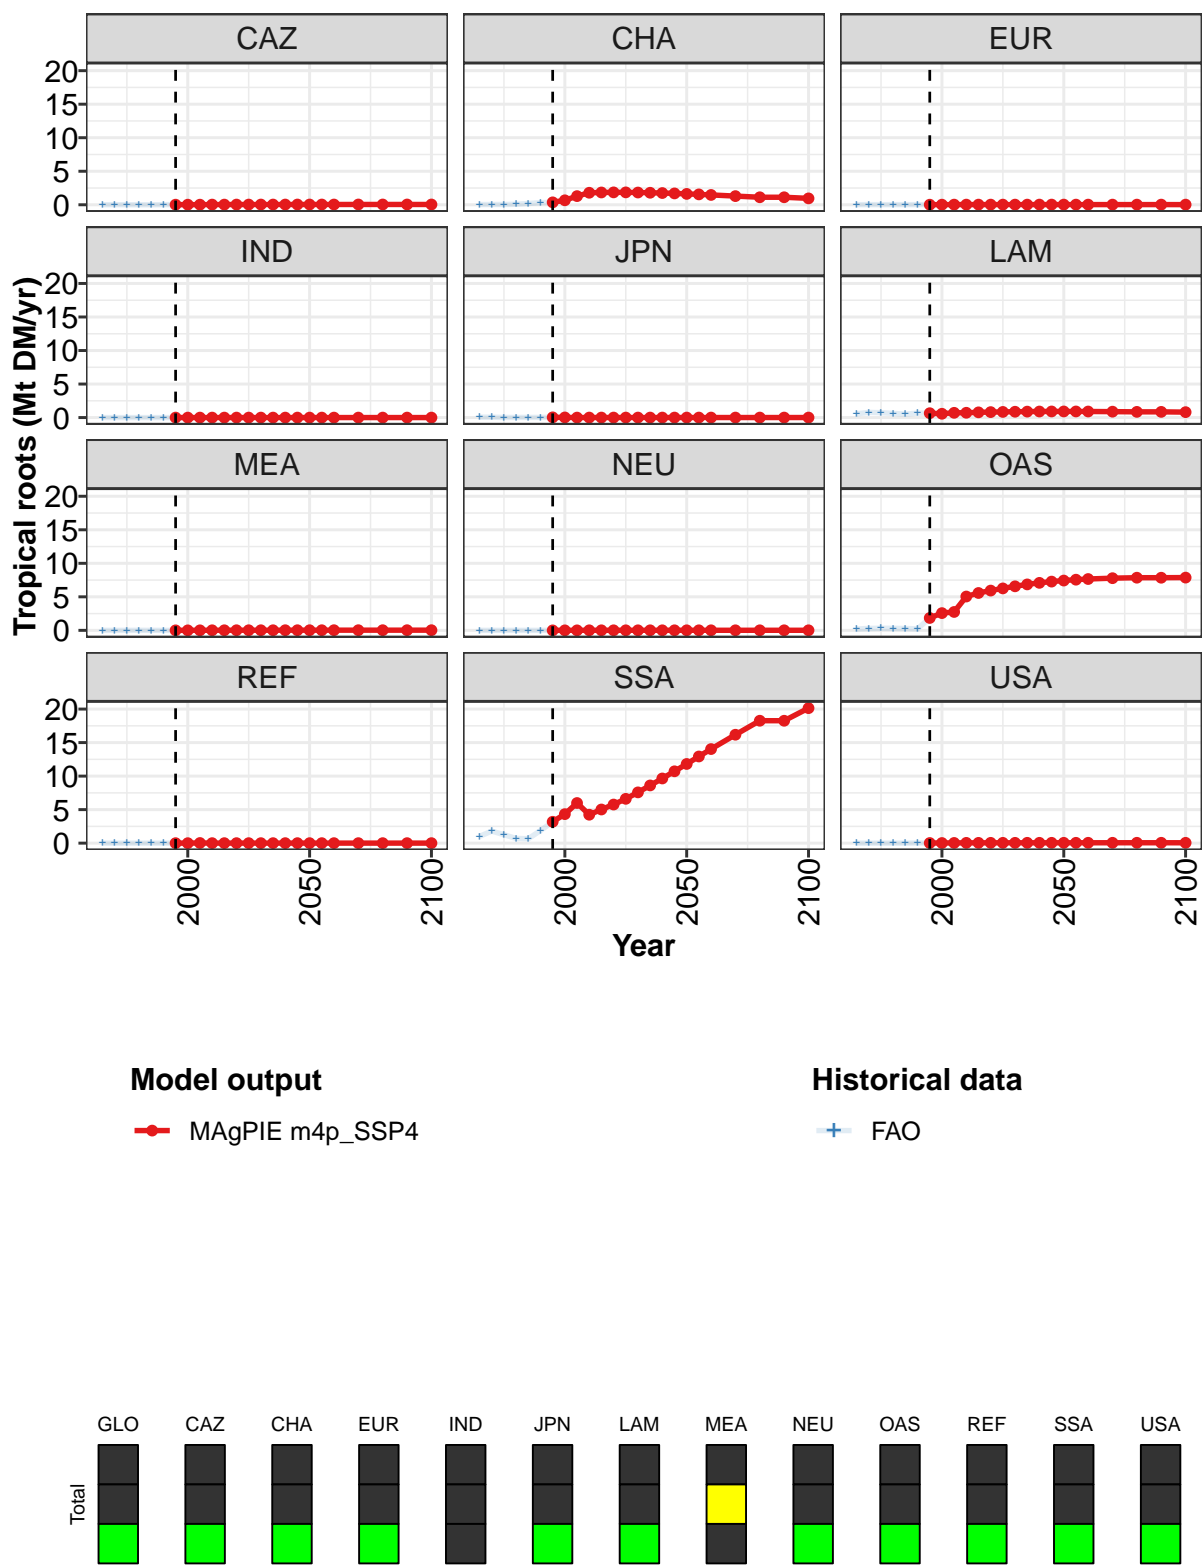 CAZ CHA EUR
20
15
10
5
0
IND JPN LAM
20
15
10
5
0
MEA NEU OAS
20
15
10
5
0
REF SSA USA
20
15
10
5
0
Tropical roots (Mt DM/yr)
2000 2050 2100 2000 2050 2100 2000 2050 2100
Year
Model output Historical data
MAgPIE m4p_SSP4 FAO
GLO CAZ CHA EUR IND JPN LAM MEA NEU OAS REF SSA USA
Total